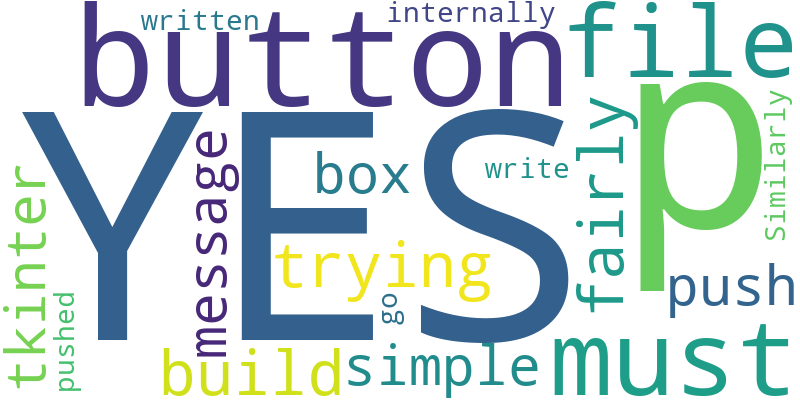 written
internally
button
file
YES
p
message
box
write
fairly
Similarly
tkinter
trying
push
pushed
go
build
simple
must